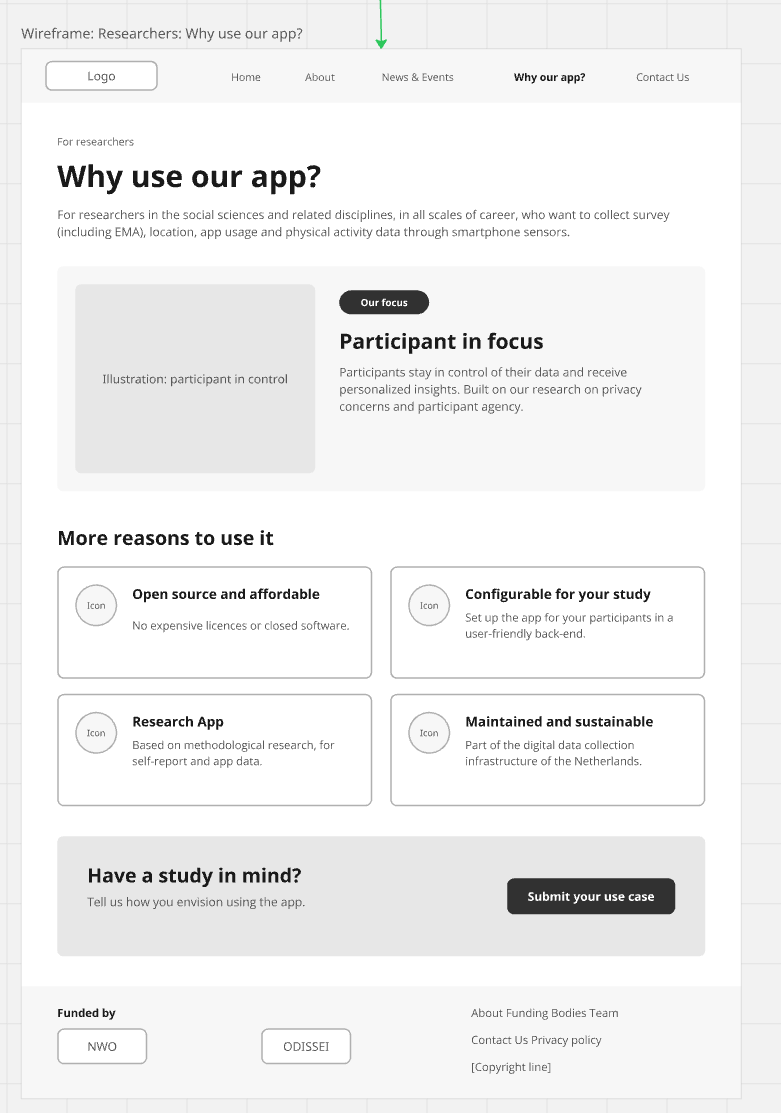 Wireframe: Researchers: Why use our app?
Logo
Home
About
News & Events
Why our app?
Contact Us
For researchers
Why use our app?
For researchers in the social sciences and related disciplines, in all scales of career, who want to collect survey
(including EMA), location, app usage and physical activity data through smartphone sensors.
Illustration: participant in control
Our focus
Participant in focus
Participants stay in control of their data and receive
personalized insights. Built on our research on privacy
concerns and participant agency.
More reasons to use it
Icon
Open source and affordable
No expensive licences or closed software.
Icon
Configurable for your study
Set up the app for your participants in a
user-friendly back-end.
Icon
Research App
Based on methodological research, for
self-report and app data.
Icon
Maintained and sustainable
Part of the digital data collection
infrastructure of the Netherlands.
Have a study in mind?
Tell us how you envision using the app.
Submit your use case
Funded by
NWO
ODISSEI
About Funding Bodies Team
Contact Us Privacy policy
[Copyright line]